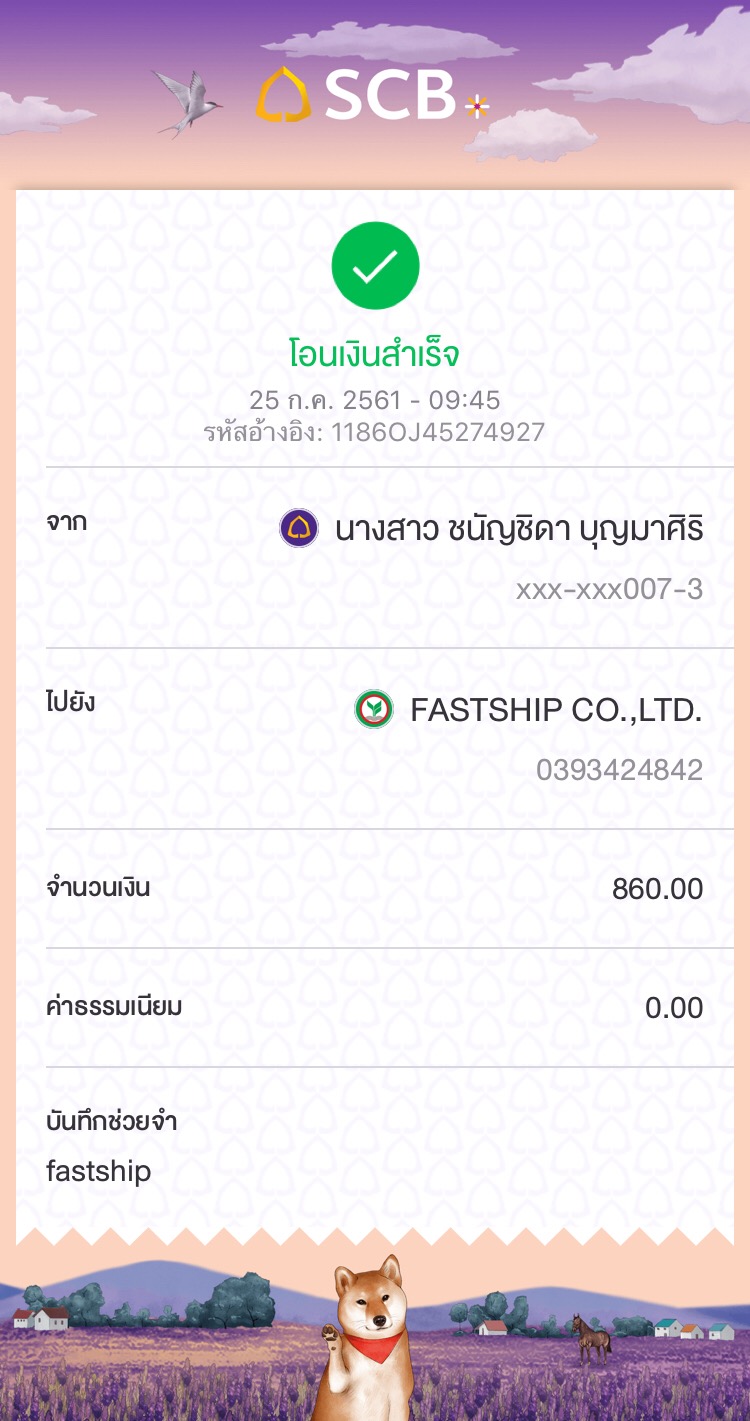 SCB
โอนเงินสำเร็จ
25 ก.ค. 2561 - 09:45
รหัสอ้างอิง: 1186OJ45274927
จาก
นางสาว ชนัญชิดา บุญมาศิริ
xxx-xxx007-3
ไปยัง
FASTSHIP CO.,LTD.
0393424842
จำนวนเงิน 860.00
ค่าธรรมเนียม 0.00
บันทึกช่วยจำ
fastship